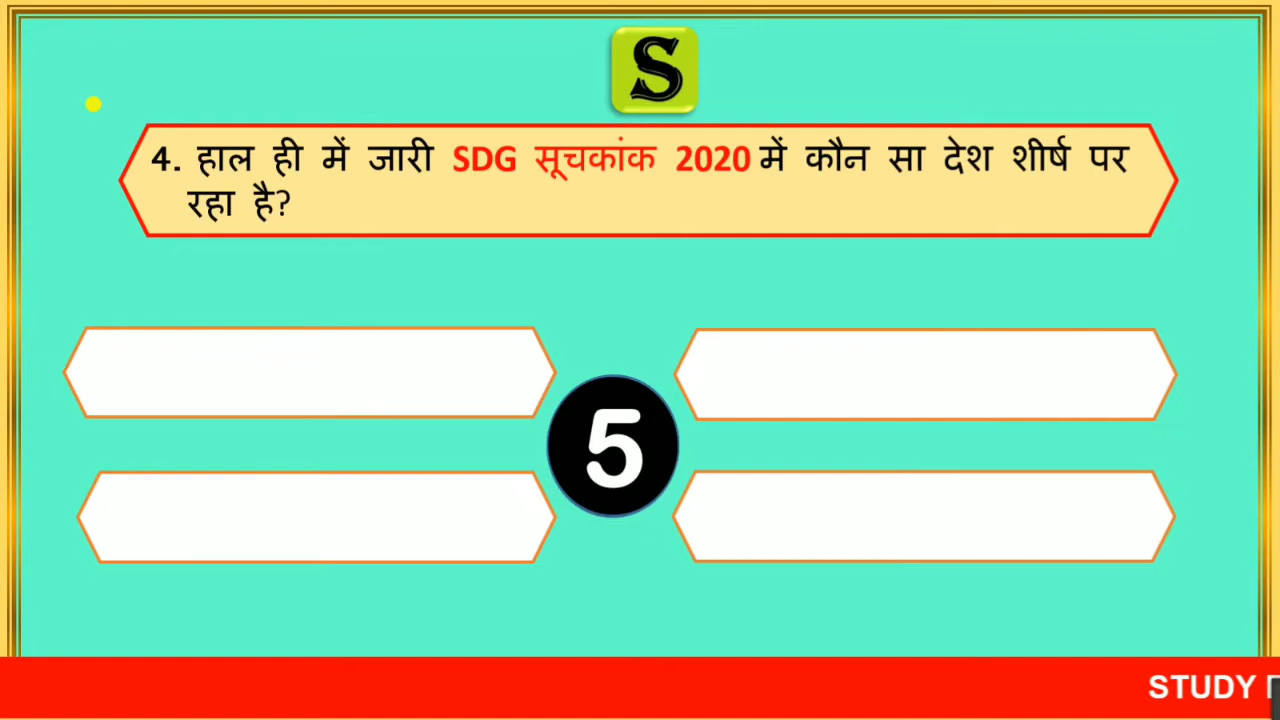 S
4. हाल ही में जारी SDG सूचकांक 2020 में कौन सा देश शीर्ष पर
रहा है?
5
STUDY